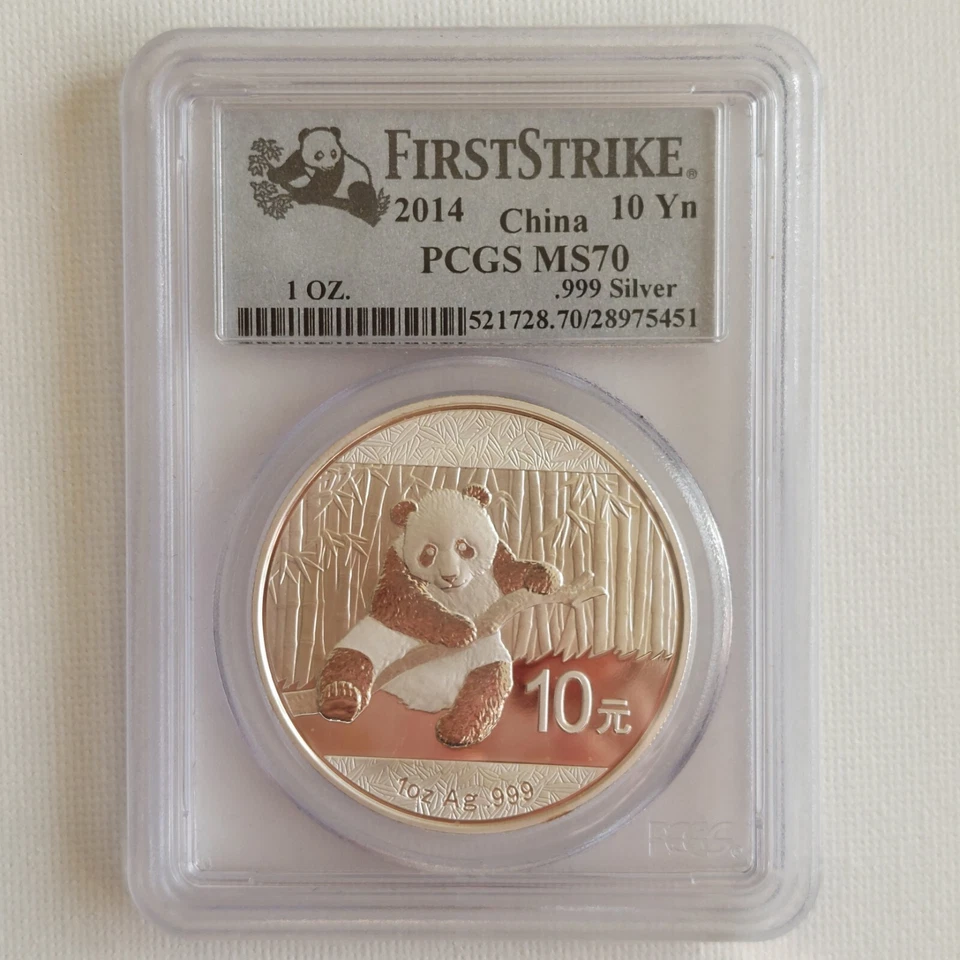 FIRSTSTRIKE®
2014 China 10 Yn
PCGS MS70
1 OZ. .999 Silver
521728.70/28975451
10元
1oz Ag .999
PCGS